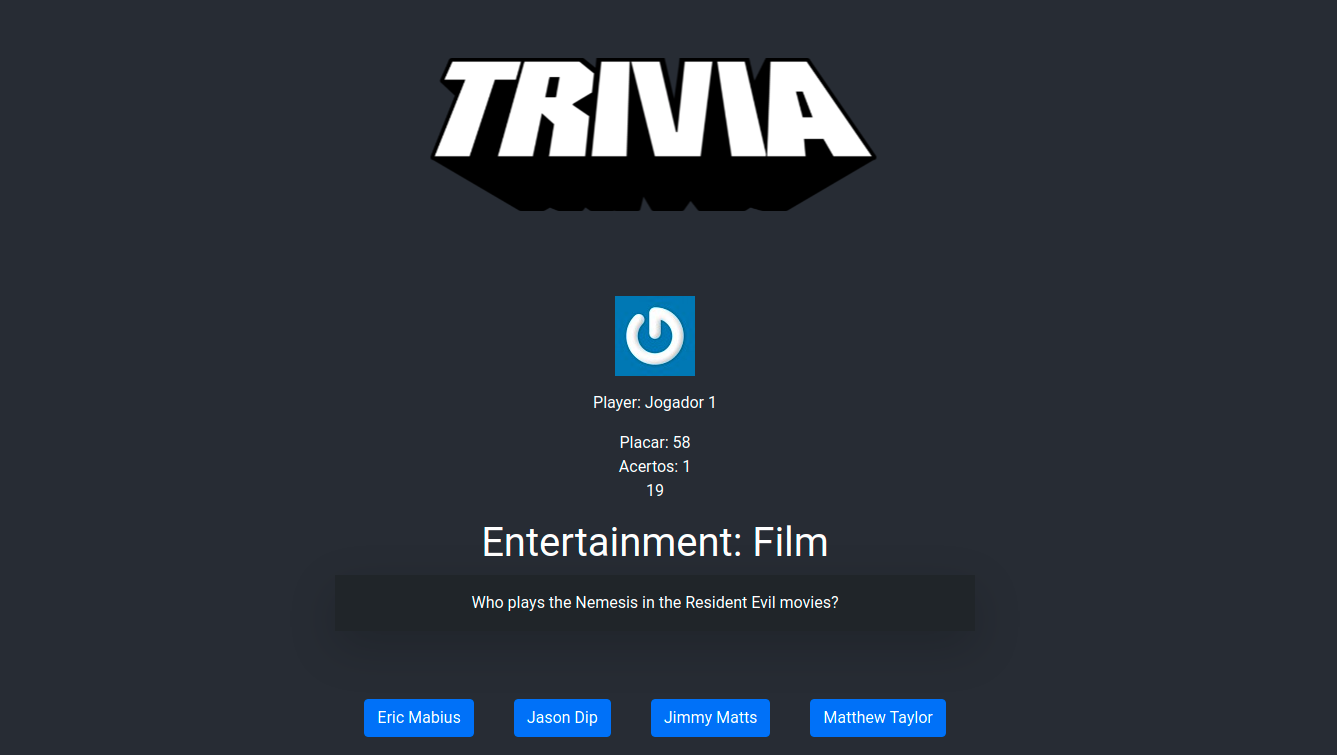 TRIVIA
Player: Jogador 1
Placar: 58
Acertos: 1
19
Entertainment: Film
Who plays the Nemesis in the Resident Evil movies?
Eric Mabius Jason Dip Jimmy Matts Matthew Taylor